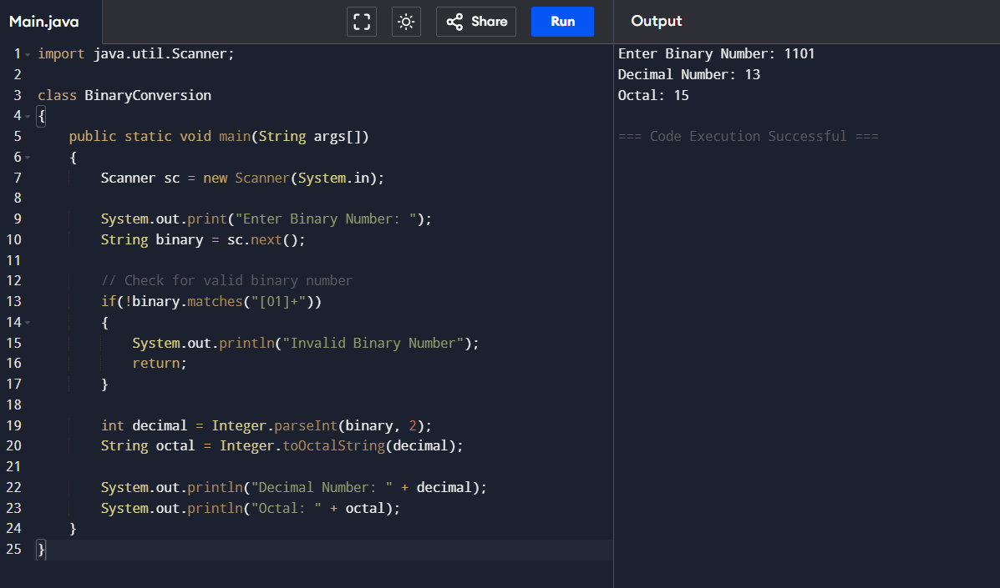 Main.java
Share
Run
Output
1 import java.util.Scanner;
2
3 class BinaryConversion
4 {
5     public static void main(String args[])
6     {
7         Scanner sc = new Scanner(System.in);
8
9         System.out.print("Enter Binary Number: ");
10         String binary = sc.next();
11
12         // Check for valid binary number
13         if(!binary.matches("[01]+"))
14         {
15             System.out.println("Invalid Binary Number");
16             return;
17         }
18
19         int decimal = Integer.parseInt(binary, 2);
20         String octal = Integer.toOctalString(decimal);
21
22         System.out.println("Decimal Number: " + decimal);
23         System.out.println("Octal: " + octal);
24     }
25 }
Enter Binary Number: 1101
Decimal Number: 13
Octal: 15
=== Code Execution Successful ===